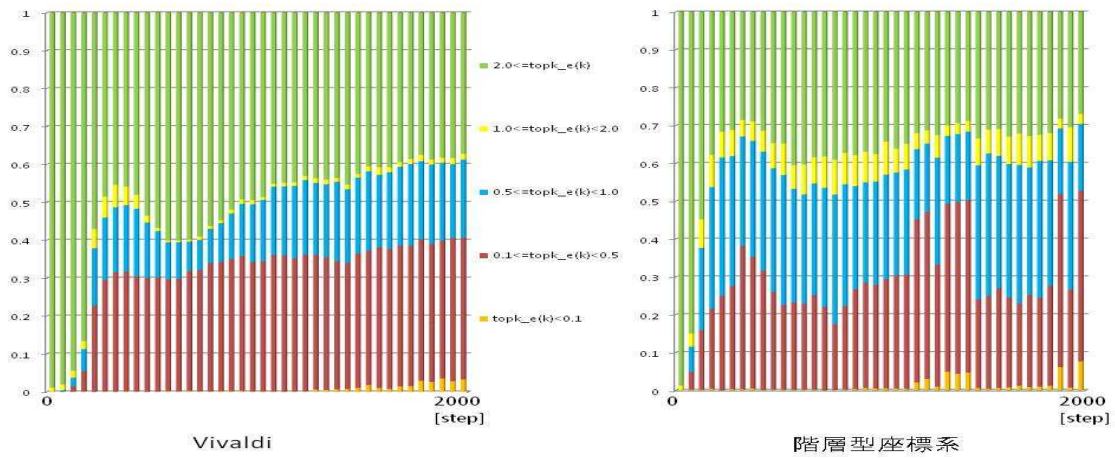 1
0.9
0.8
0.7
0.6
0.5
0.4
0.3
0.2
0.1
0
0
2000
[step]
Vivaldi
2.0<=topk_e{k}
1.0<=topk_e{k}<2.0
0.5<=topk_e{k}<1.0
0.1<=topk_e{k}<0.5
topk_e{k}<0.1
1
0.9
0.8
0.7
0.6
0.5
0.4
0.3
0.2
0.1
0
0
2000
[step]
階層型座標系